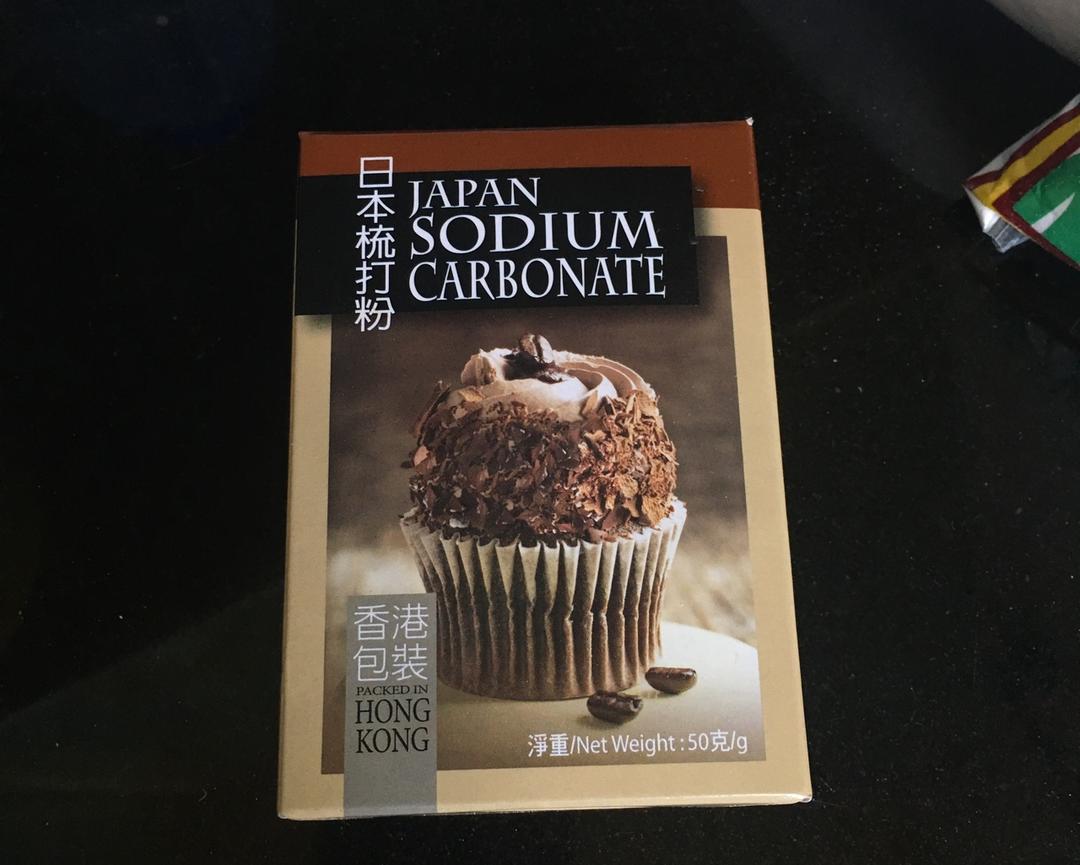 日本梳打粉
JAPAN
SODIUM
CARBONATE
香港
包裝
PACKED IN
HONG
KONG
淨重/Net Weight : 50克/g